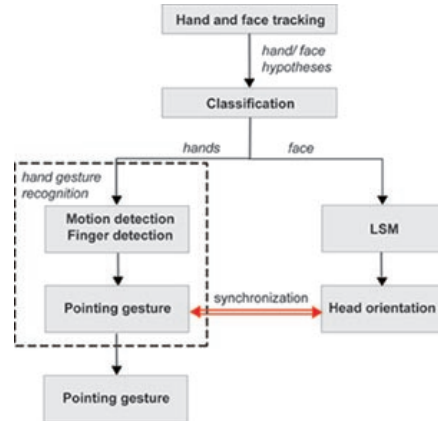 Hand and face tracking
hand/ face
hypotheses
Classification
hands
face
hand gesture
recognition
Motion detection
Finger detection
LSM
Pointing gesture
synchronization
Head orientation
Pointing gesture